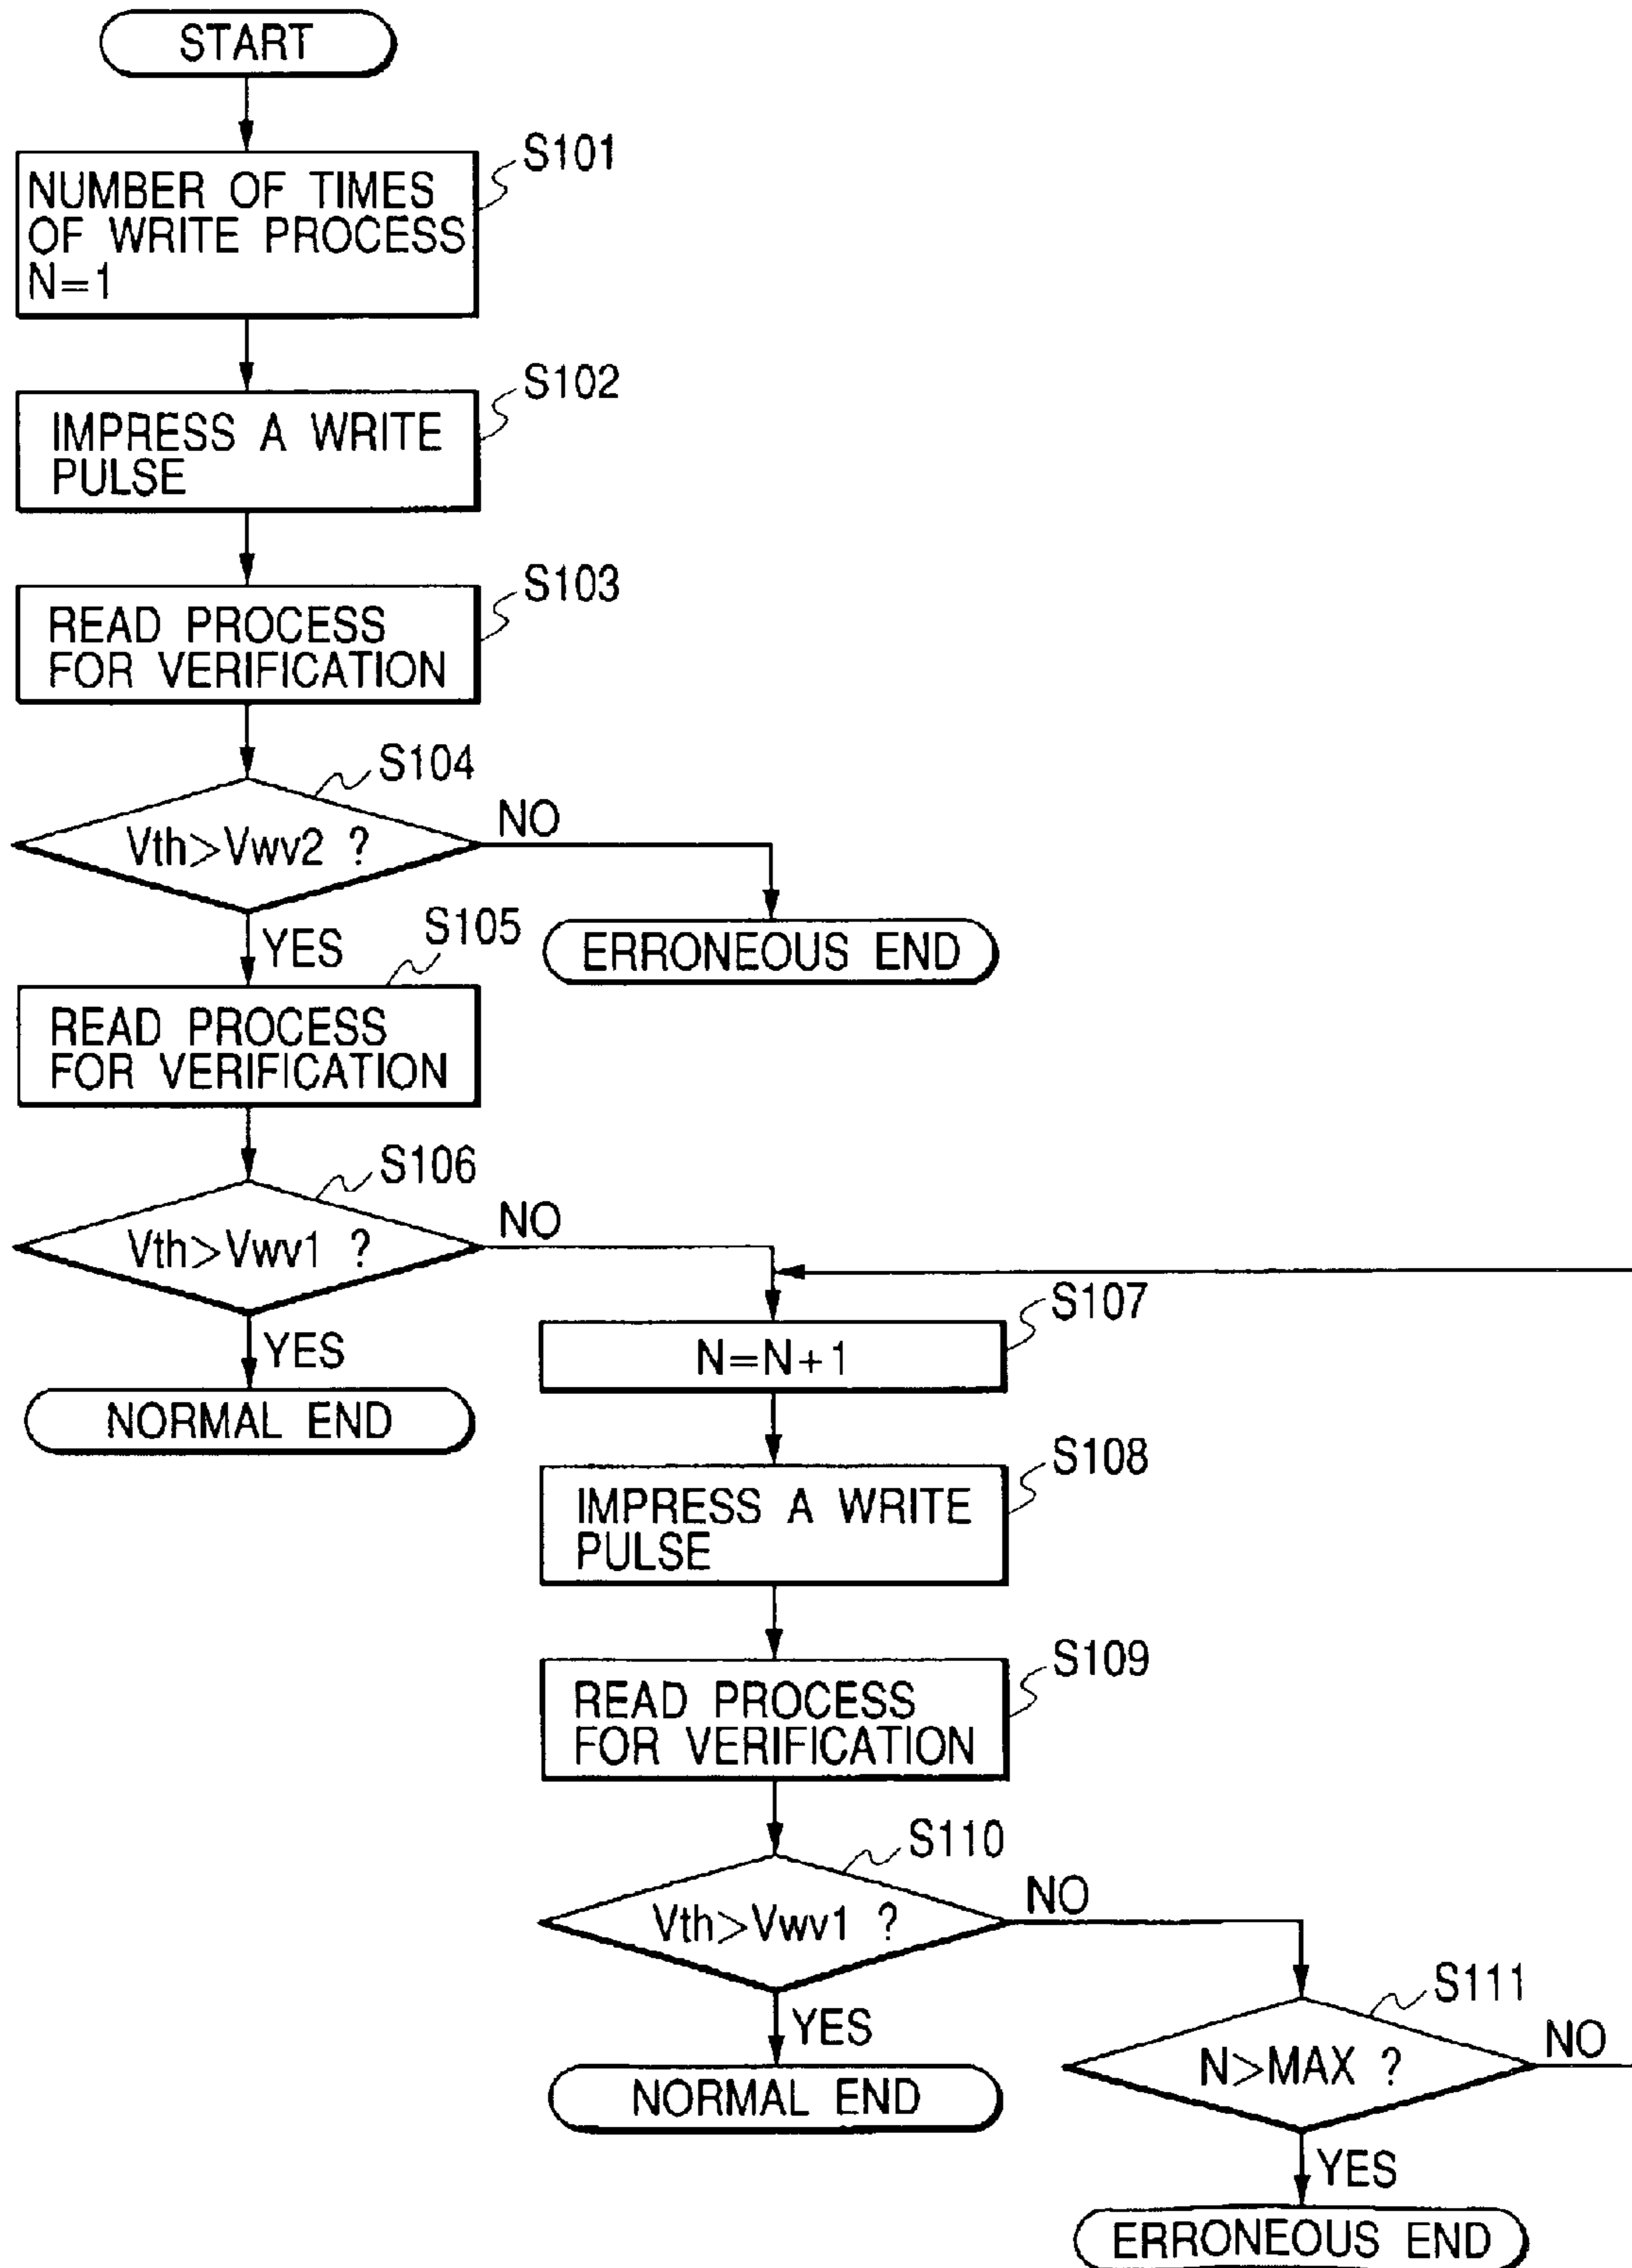 START
S101
NUMBER OF TIMES
OF WRITE PROCESS
N=1
S102
IMPRESS A WRITE
PULSE
S103
READ PROCESS
FOR VERIFICATION
S104
Vth>Vwv2 ?
NO
YES
ERRONEOUS END
S105
READ PROCESS
FOR VERIFICATION
S106
Vth>Vwv1 ?
NO
YES
NORMAL END
S107
N=N+1
S108
IMPRESS A WRITE
PULSE
S109
READ PROCESS
FOR VERIFICATION
S110
Vth>Vwv1 ?
NO
YES
NORMAL END
S111
N>MAX ?
NO
YES
ERRONEOUS END